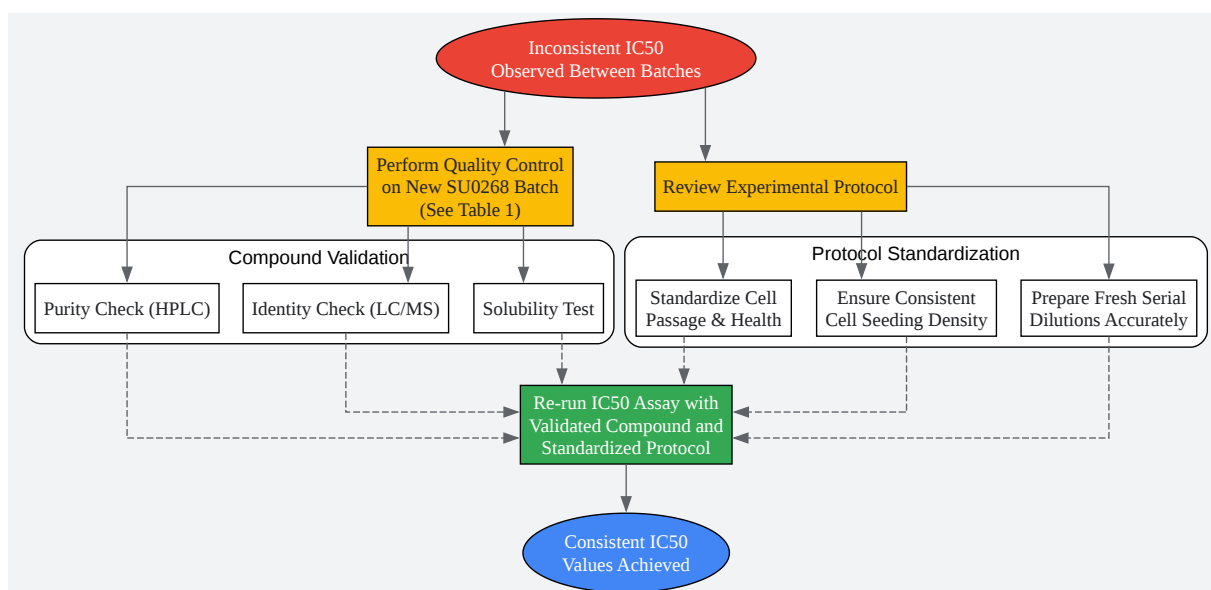 Inconsistent IC50
Observed Between Batches
Perform Quality Control
on New SU0268 Batch
(See Table 1)
Review Experimental Protocol
Compound Validation
Protocol Standardization
Purity Check (HPLC)
Identity Check (LC/MS)
Solubility Test
Standardize Cell
Passage & Health
Ensure Consistent
Cell Seeding Density
Prepare Fresh Serial
Dilutions Accurately
Re-run IC50 Assay with
Validated Compound and
Standardized Protocol
Consistent IC50
Values Achieved